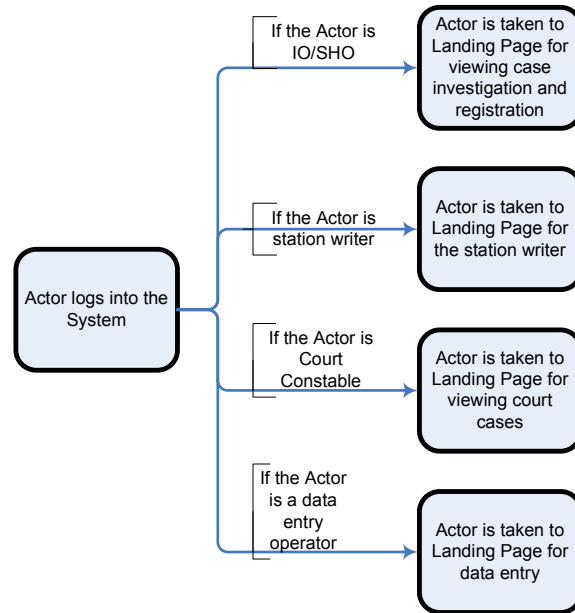 Actor logs into the
System
If the Actor is
IO/SHO
Actor is taken to
Landing Page for
viewing case
investigation and
registration
If the Actor is
station writer
Actor is taken to
Landing Page for
the station writer
If the Actor is
Court
Constable
Actor is taken to
Landing Page for
viewing court
cases
If the Actor
is a data
entry
operator
Actor is taken to
Landing Page for
data entry